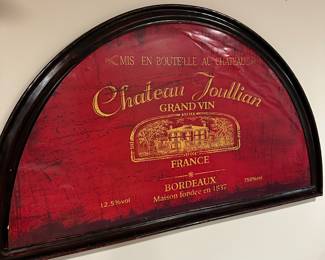 MIS EN BOUTEILLE AU CHATEAU
Chateau Joullian
GRAND VIN
FRANCE
BORDEAUX
Maison fondée en 1837
12.5%vol
750ml